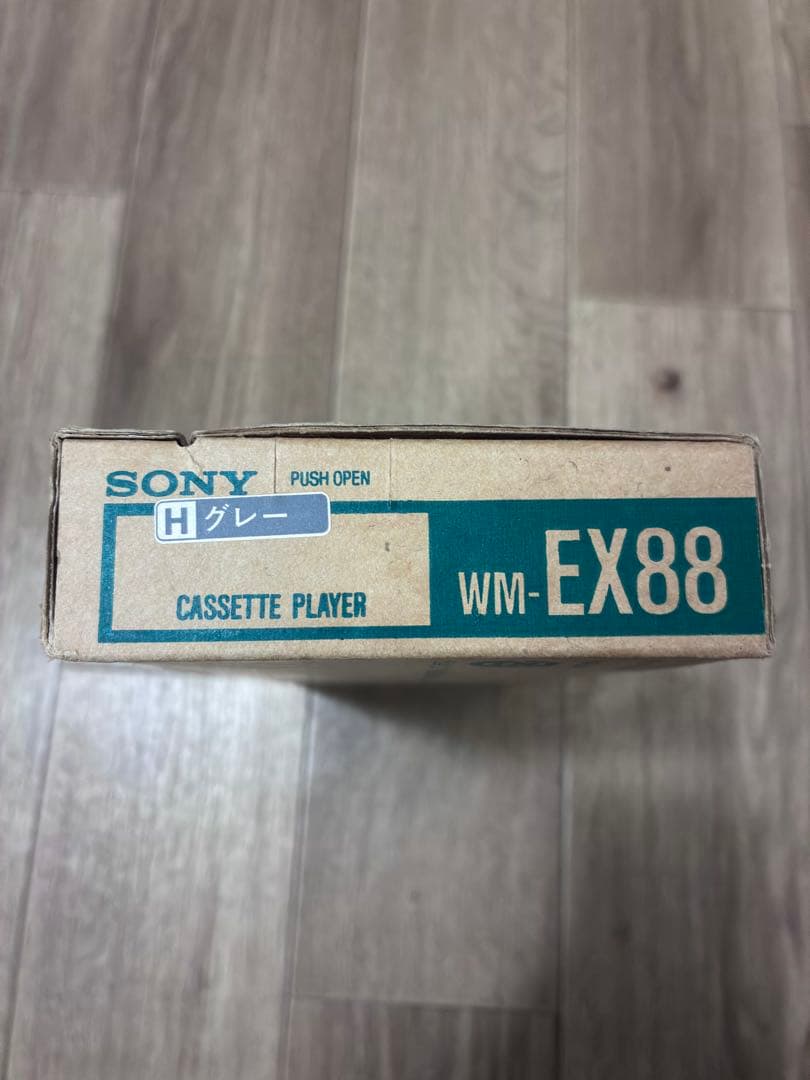 SONY
PUSH OPEN
H グレー
CASSETTE PLAYER
WM-EX88